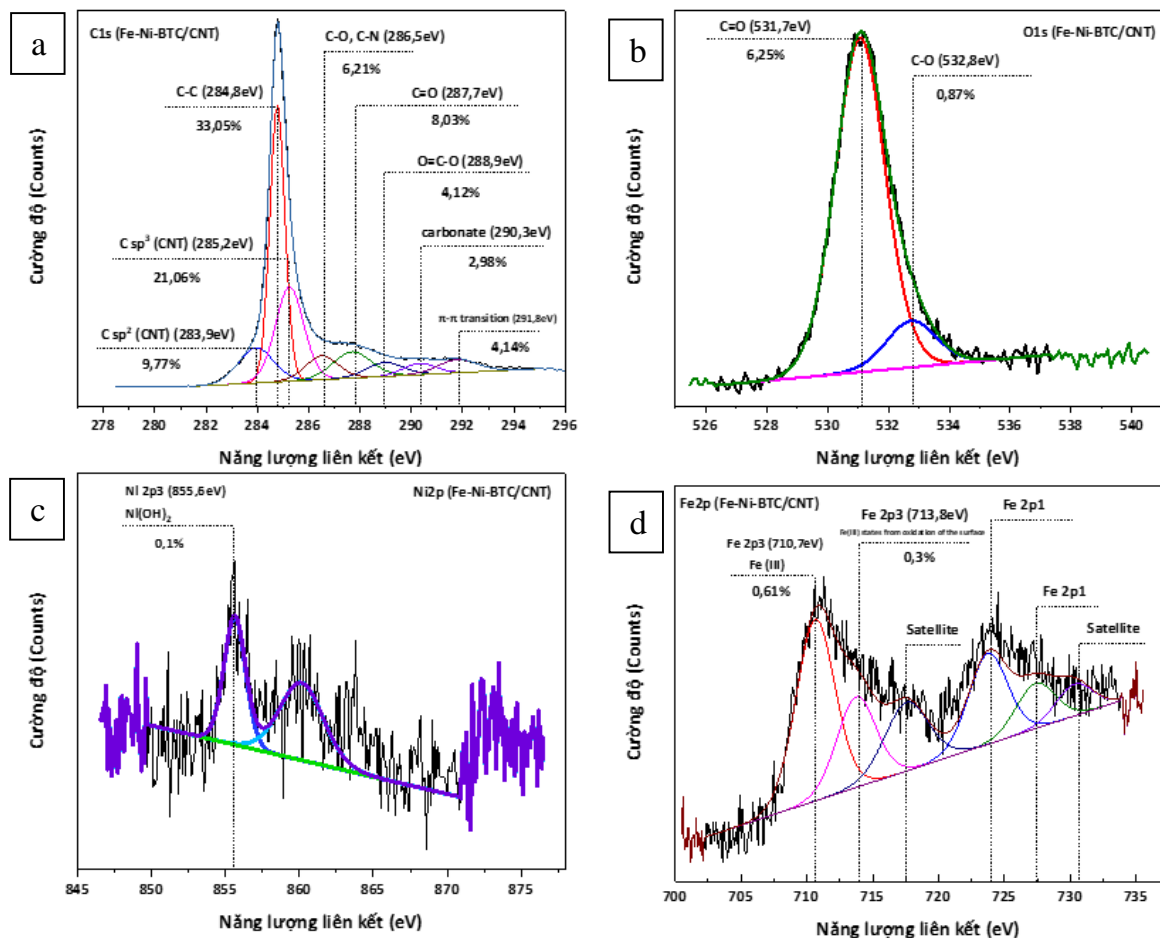 a
C1s (Fe-Ni-BTC/CNT)
C-O, C-N (286,5eV)
6,21%
C-C (284,8eV)
33,05%
C=O (287,7eV)
8,03%
O=C-O (288,9eV)
4,12%
C sp³ (CNT) (285,2eV)
21,06%
carbonate (290,3eV)
2,98%
C sp² (CNT) (283,9eV)
9,77%
π-π transition (291,8eV)
4,14%
Cường độ (Counts)
278 280 282 284 286 288 290 292 294 296
Năng lượng liên kết (eV)
b
O1s (Fe-Ni-BTC/CNT)
C=O (531,7eV)
6,25%
C-O (532,8eV)
0,87%
Cường độ (Counts)
526 528 530 532 534 536 538 540
Năng lượng liên kết (eV)
c
Ni 2p3 (855,6eV)
Ni(OH)₂
0,1%
Ni2p (Fe-Ni-BTC/CNT)
Cường độ (Counts)
845 850 855 860 865 870 875
Năng lượng liên kết (eV)
d
Fe2p (Fe-Ni-BTC/CNT)
Fe 2p3 (713,8eV)
Fe(III) states from oxidation of the surface
0,3%
Fe 2p3 (710,7eV)
Fe (III)
0,61%
Fe 2p1
Fe 2p1
Satellite
Satellite
Cường độ (Counts)
700 705 710 715 720 725 730 735
Năng lượng liên kết (eV)